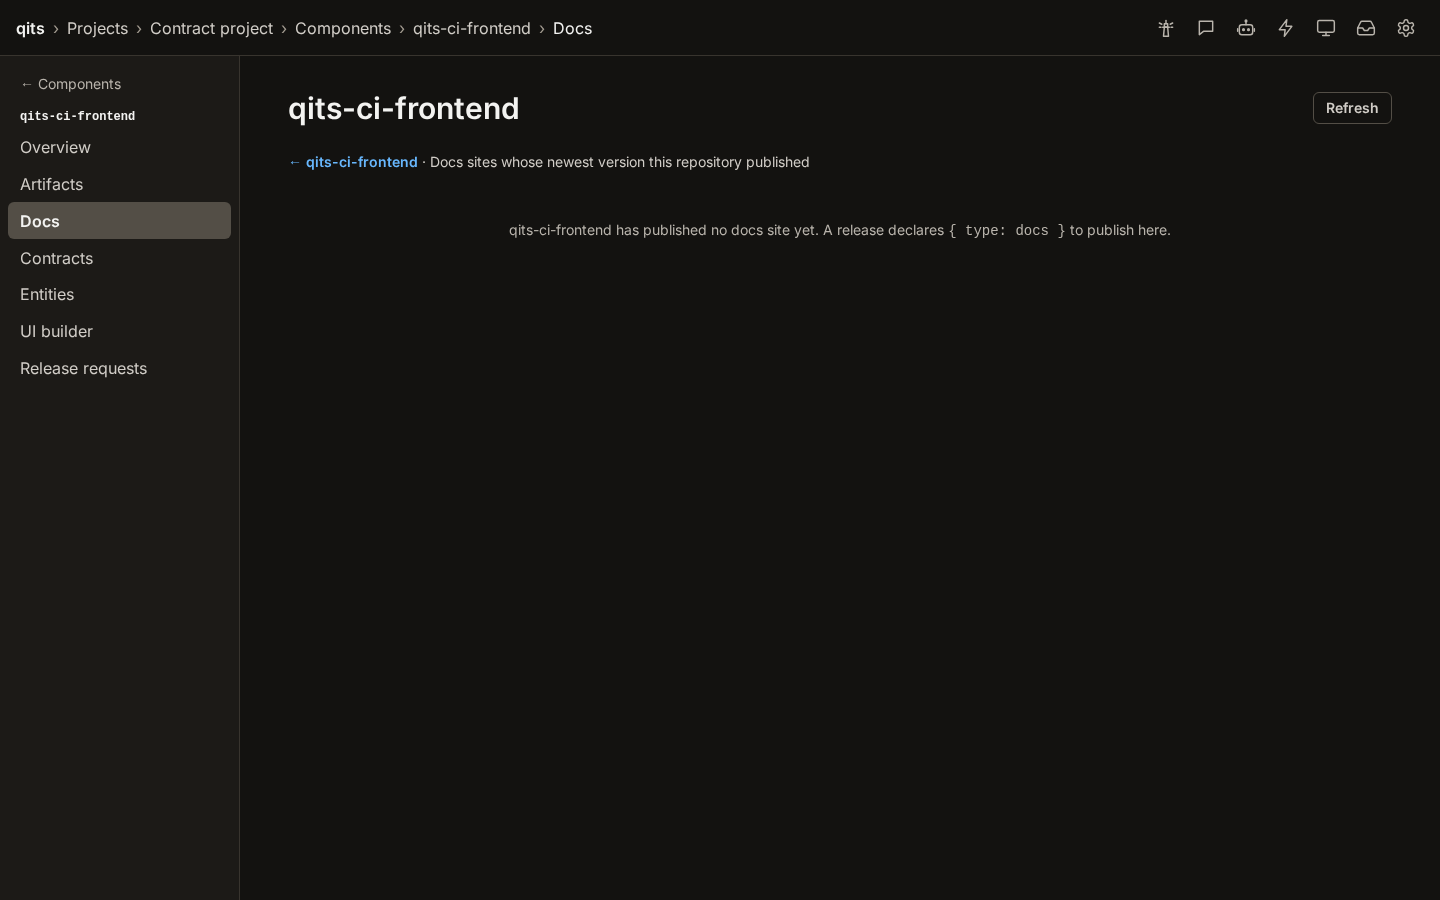 qits › Projects › Contract project › Components › qits-ci-frontend › Docs
← Components
qits-ci-frontend
Overview
Artifacts
Docs
Contracts
Entities
UI builder
Release requests
qits-ci-frontend
Refresh
← qits-ci-frontend · Docs sites whose newest version this repository published
qits-ci-frontend has published no docs site yet. A release declares { type: docs } to publish here.